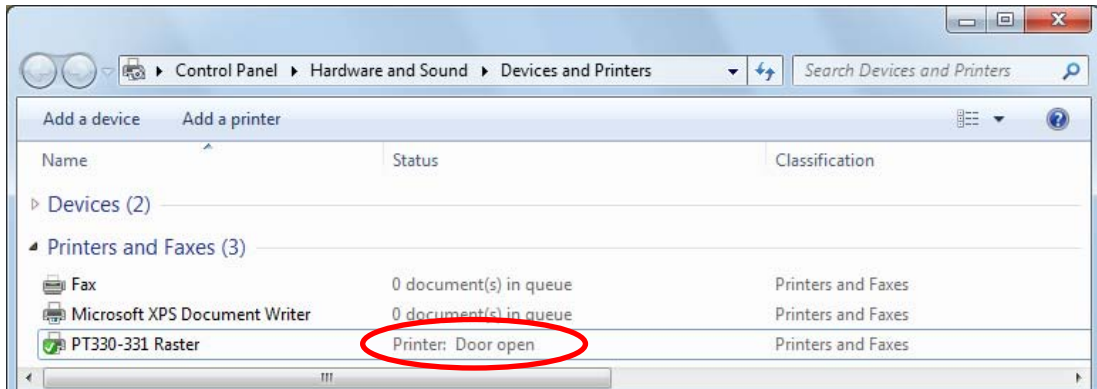 Control Panel Hardware and Sound Devices and Printers Search Devices and Printers
Add a device Add a printer
Name Status Classification
Devices (2)
Printers and Faxes (3)
Fax 0 document(s) in queue Printers and Faxes
Microsoft XPS Document Writer 0 document(s) in queue Printers and Faxes
PT330-331 Raster Printer: Door open Printers and Faxes